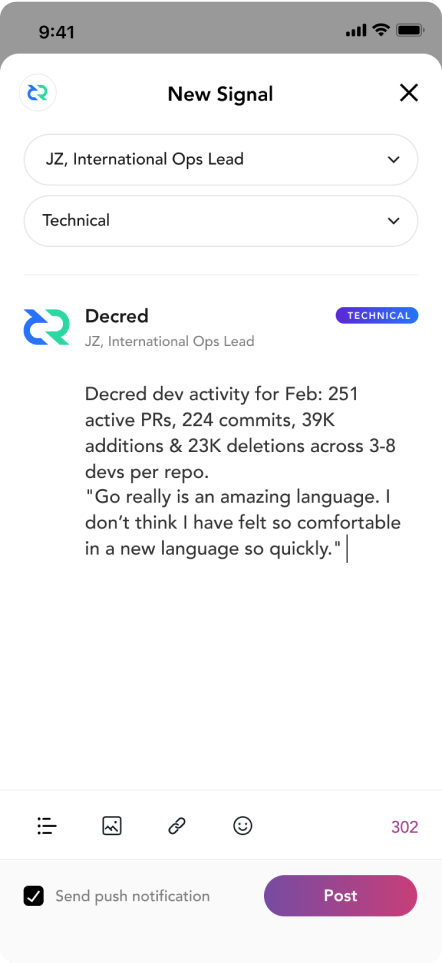 9:41
New Signal
JZ, International Ops Lead
Technical
Decred
TECHNICAL
JZ, International Ops Lead
Decred dev activity for Feb: 251
active PRs, 224 commits, 39K
additions & 23K deletions across 3-8
devs per repo.
"Go really is an amazing language. I
don’t think I have felt so comfortable
in a new language so quickly."
302
Send push notification
Post